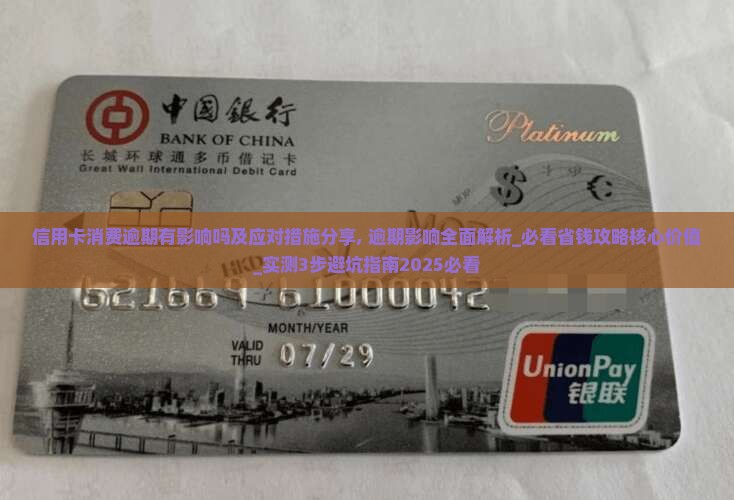 中国銀行
BANK OF CHINA
长城环球通多币借记卡
Great Wall International Debit Card
Platinum
$ €
信用卡消费逾期有影响吗及应对措施分享, 逾期影响全面解析_必看省钱攻略核心价值
_实测3步避坑指南2025必看
HKD
621669 61000042
MONTH/YEAR
VALID
THRU 07/29
UnionPay
银联